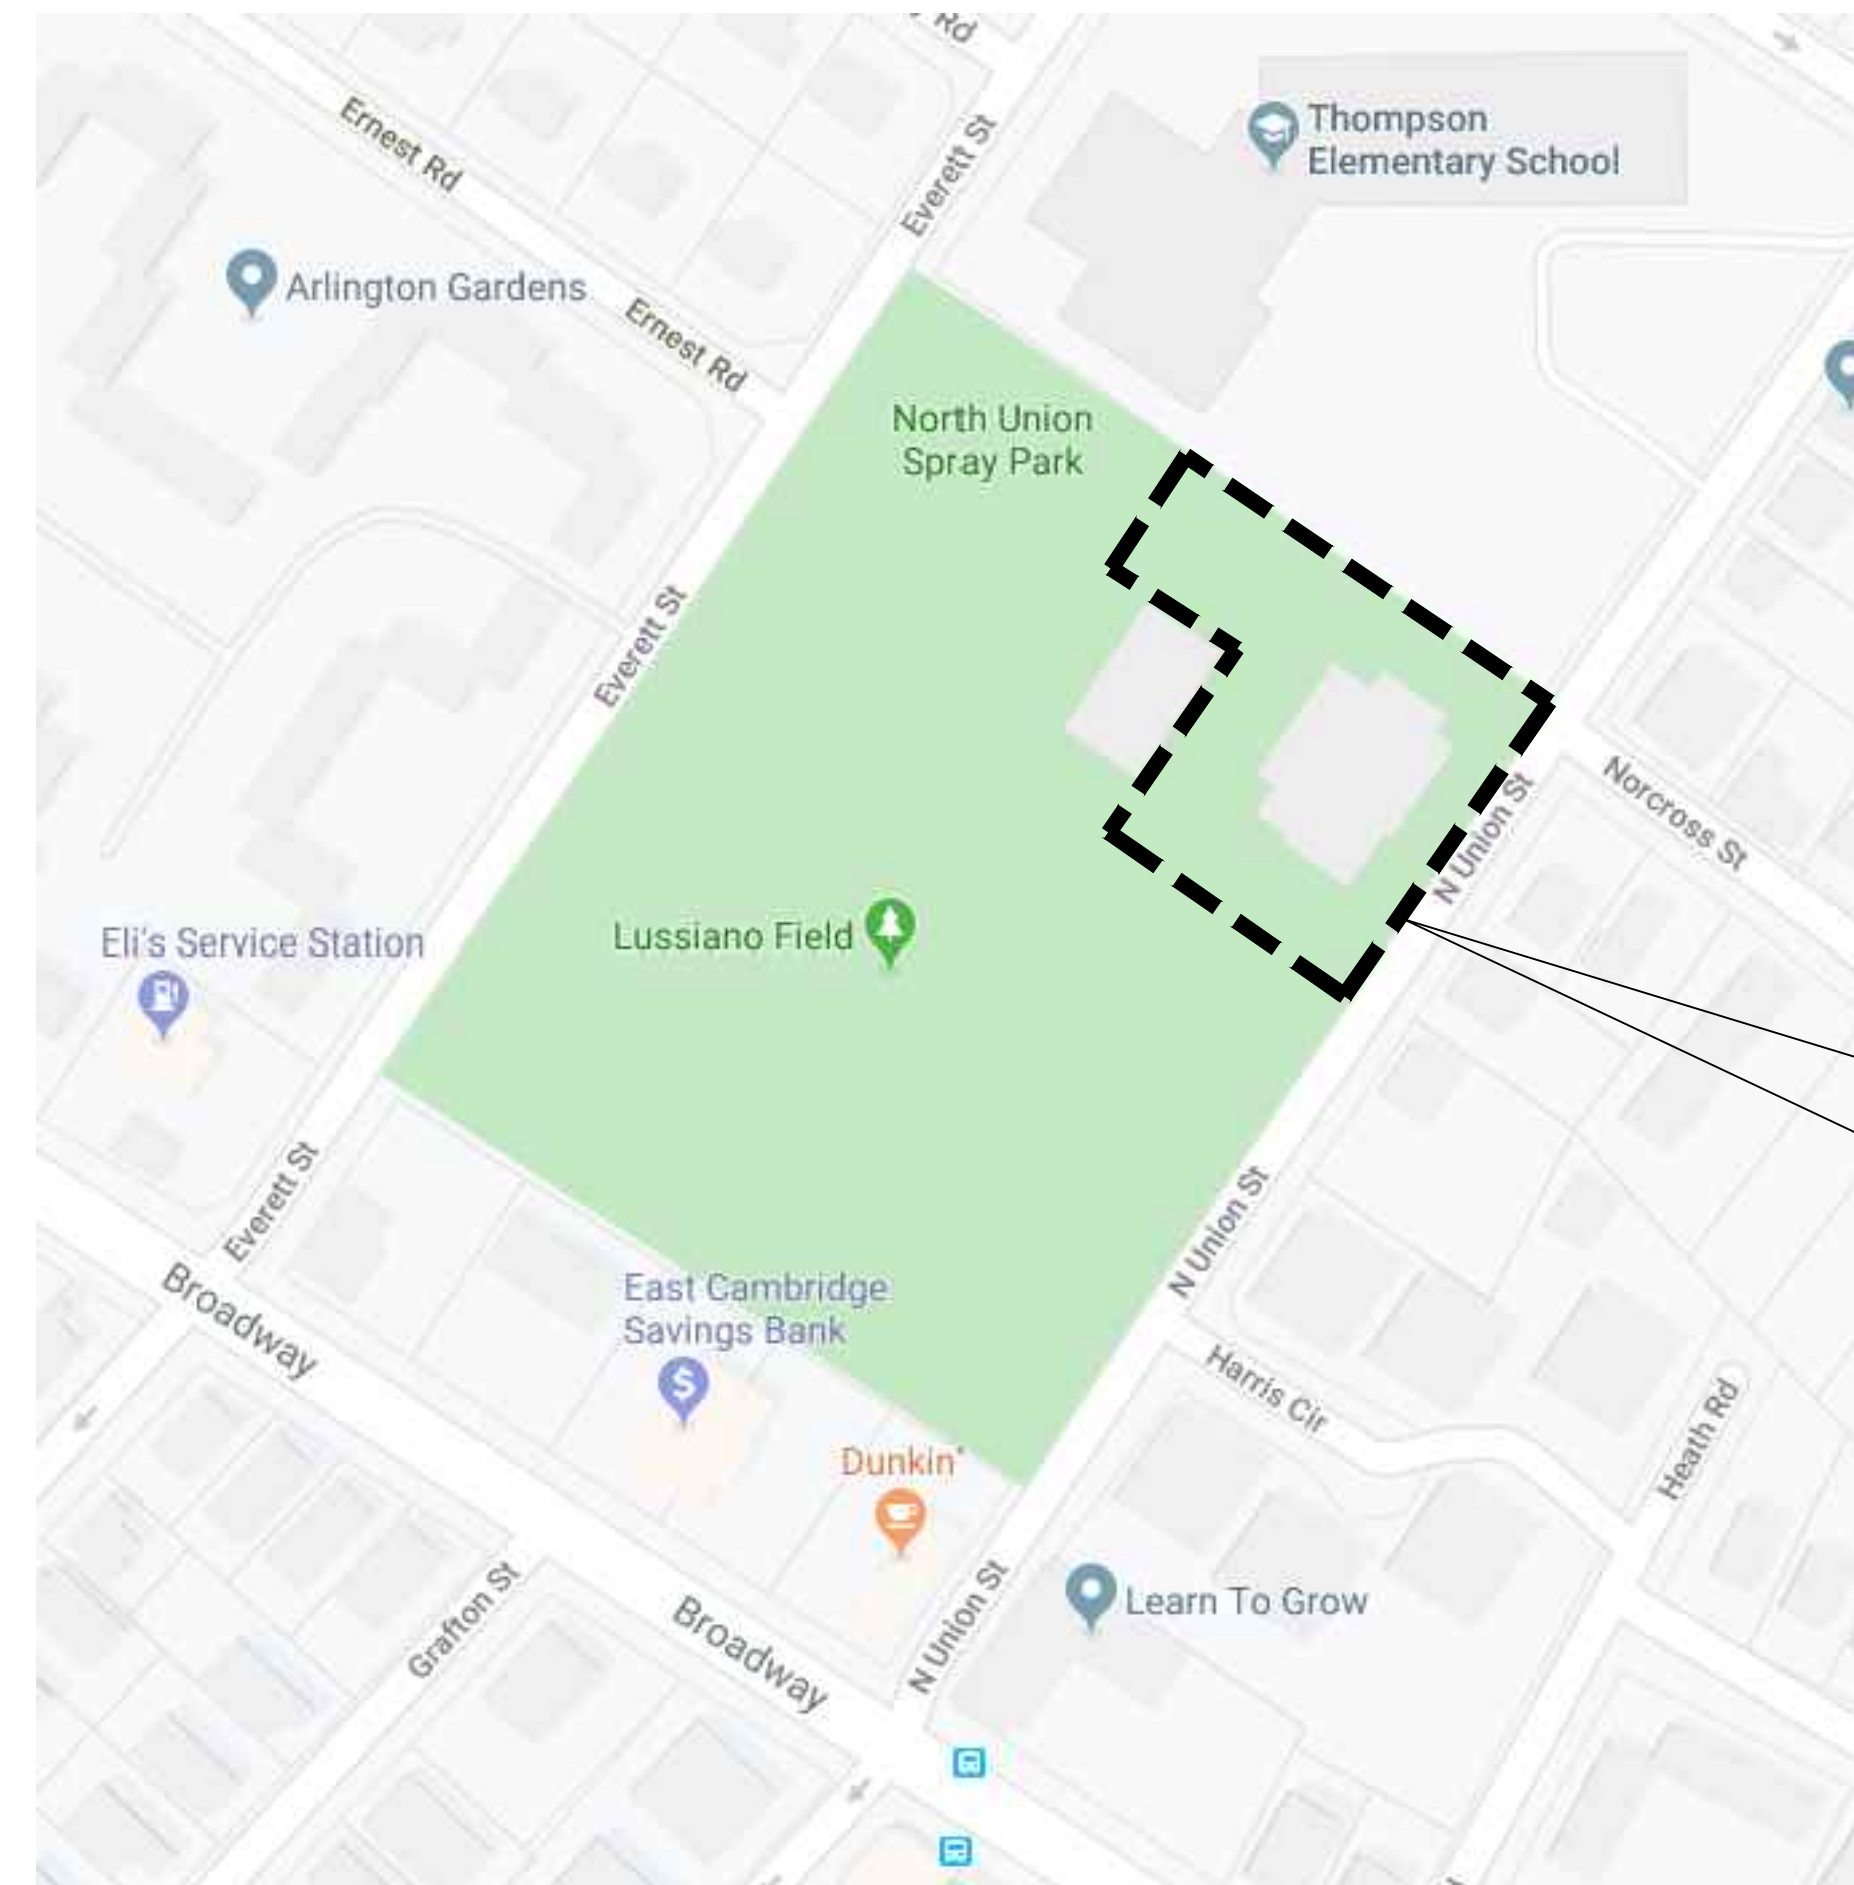 Rd
Ernest Rd
Everett St
Thompson
Elementary School
Arlington Gardens
Ernest Rd
North Union
Spray Park
Everett St
Norcross St
N Union St
Lussiano Field
Eli's Service Station
Everett St
N Union St
Broadway
East Cambridge
Savings Bank
Harris Cir
Heath Rd
Dunkin'
Grafton St
N Union St
Learn To Grow
Broadway